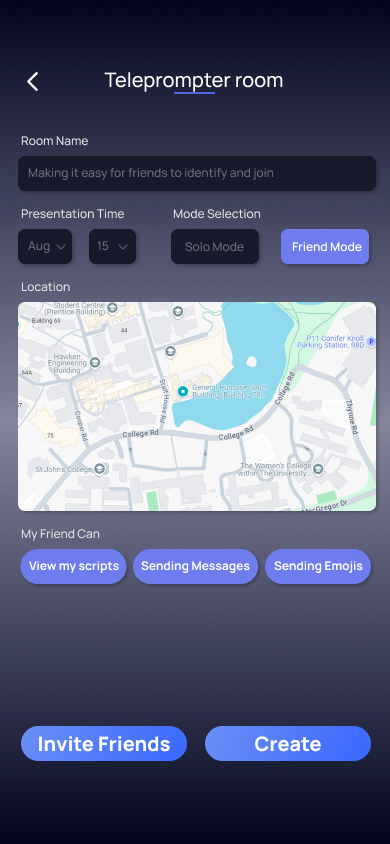 Teleprompter room
Room Name
Making it easy for friends to identify and join
Presentation Time
Mode Selection
Aug
15
Solo Mode
Friend Mode
Location
Student Central
(Prentice Building)
Building 69
44
P11 Conifer Knoll
Parking Station, 98D
P
Hawken
Engineering
Building
64A
General Purpose South
Building (Building 78)
Staff House Rd
College Rd
Cooper Rd
Thynne Rd
75
College Rd
College Rd
St John's College
The Women's College
within The University...
MacGregor Dr
My Friend Can
View my scripts
Sending Messages
Sending Emojis
Invite Friends
Create